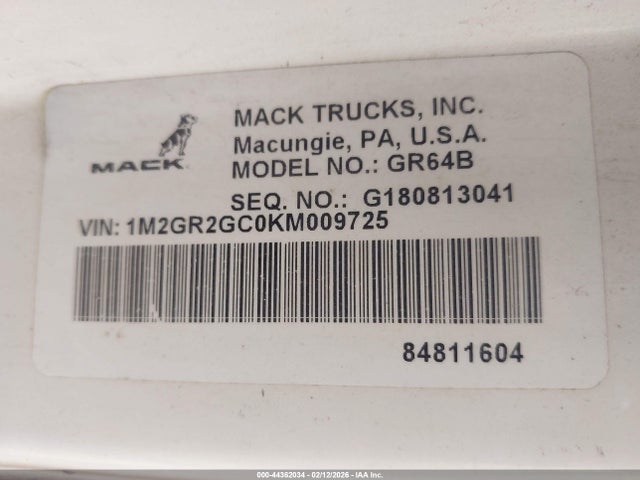 MACK TRUCKS, INC.
Macungie, PA, U.S.A.
MACK
MODEL NO.: GR64B
SEQ. NO.: G180813041
VIN: 1M2GR2GC0KM009725
84811604
000-44382034 - 02/12/2026 - IAA Inc.